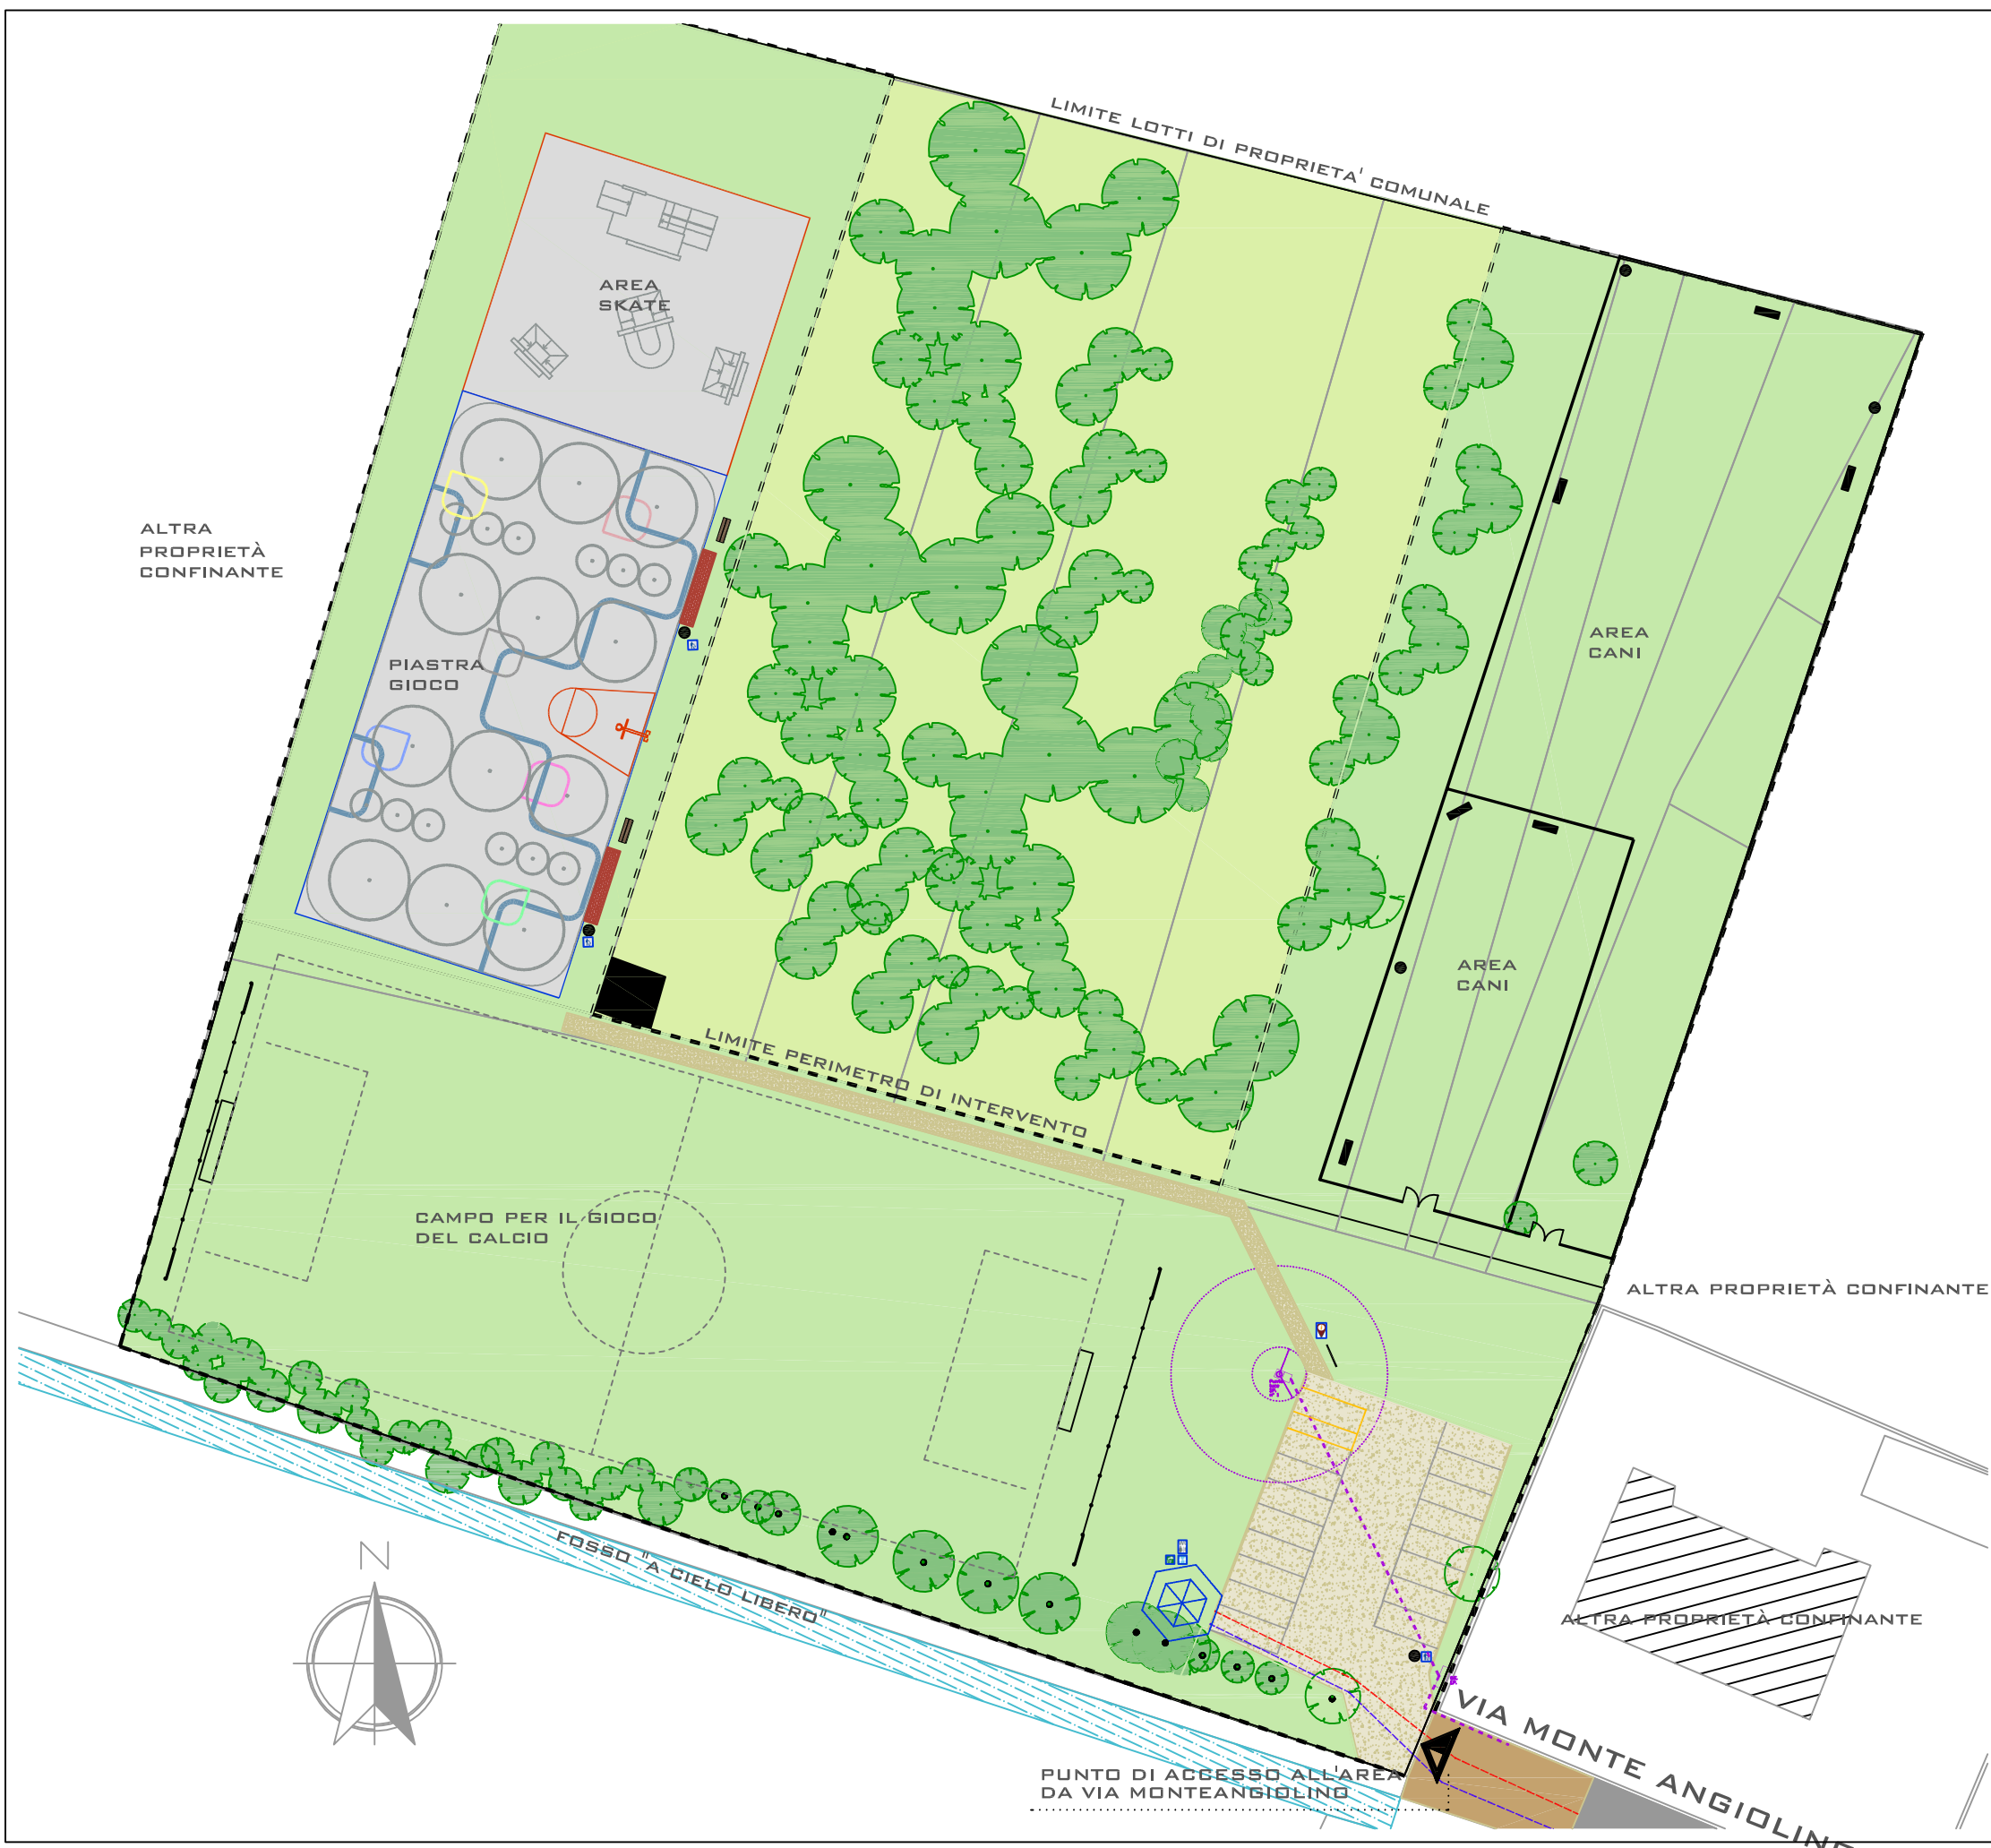 LIMITE LOTTI DI PROPRIETA' COMUNALE
AREA
SKATE
ALTRA
PROPRIETÀ
CONFINANTE
PIASTRA
GIOCO
AREA
CANI
AREA
CANI
LIMITE PERIMETRO DI INTERVENTO
CAMPO PER IL GIOCO
DEL CALCIO
ALTRA PROPRIETÀ CONFINANTE
FOSSO "A CIELO LIBERO"
N
ALTRA PROPRIETÀ CONFINANTE
VIA MONTE ANGIOLINO
PUNTO DI ACCESSO ALL'AREA
DA VIA MONTEANGIOLINO